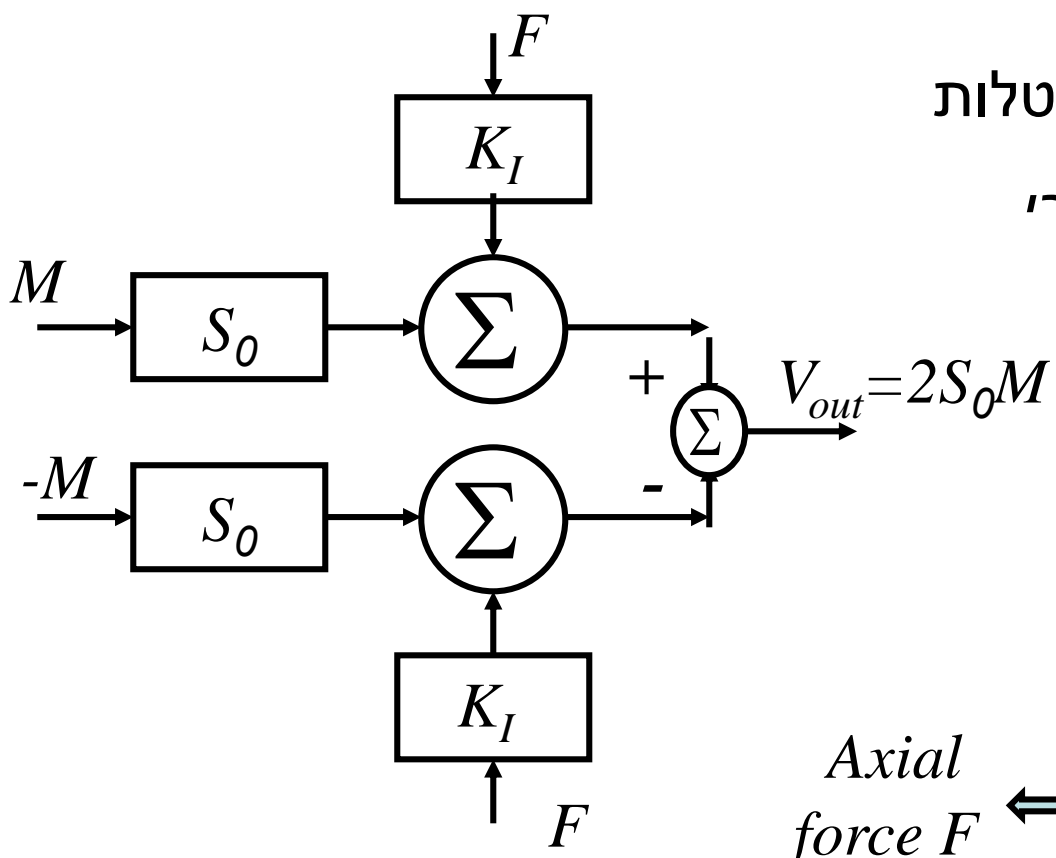 F
טלות
K_I
M
S_0
Σ
+
Σ
V_out=2S_0M
-M
S_0
Σ
-
K_I
F
Axial
force F